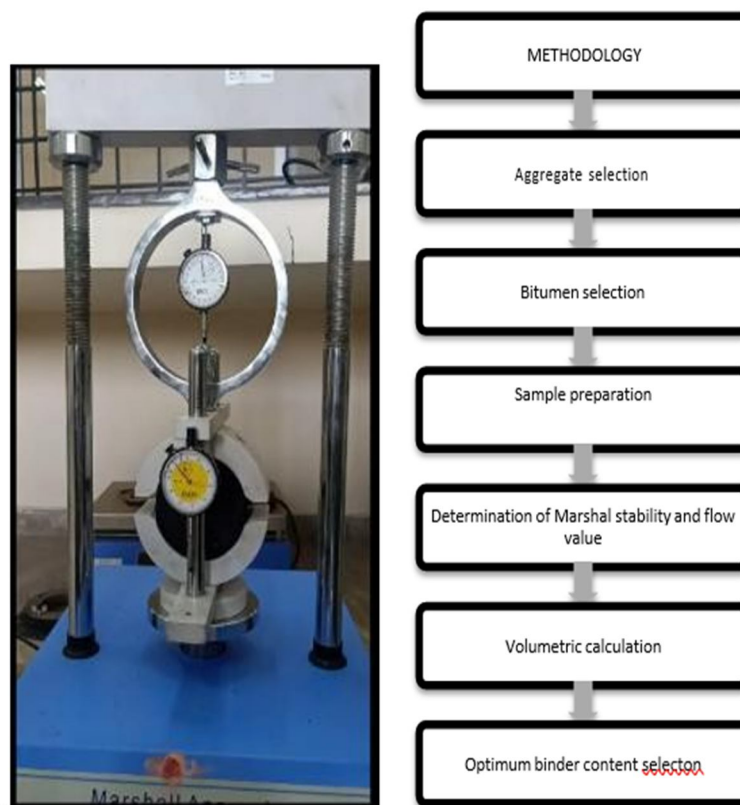 METHODOLOGY
Aggregate selection
Bitumen selection
Sample preparation
Determination of Marshal stability and flow
value
Volumetric calculation
Optimum binder content selecton
Marshall